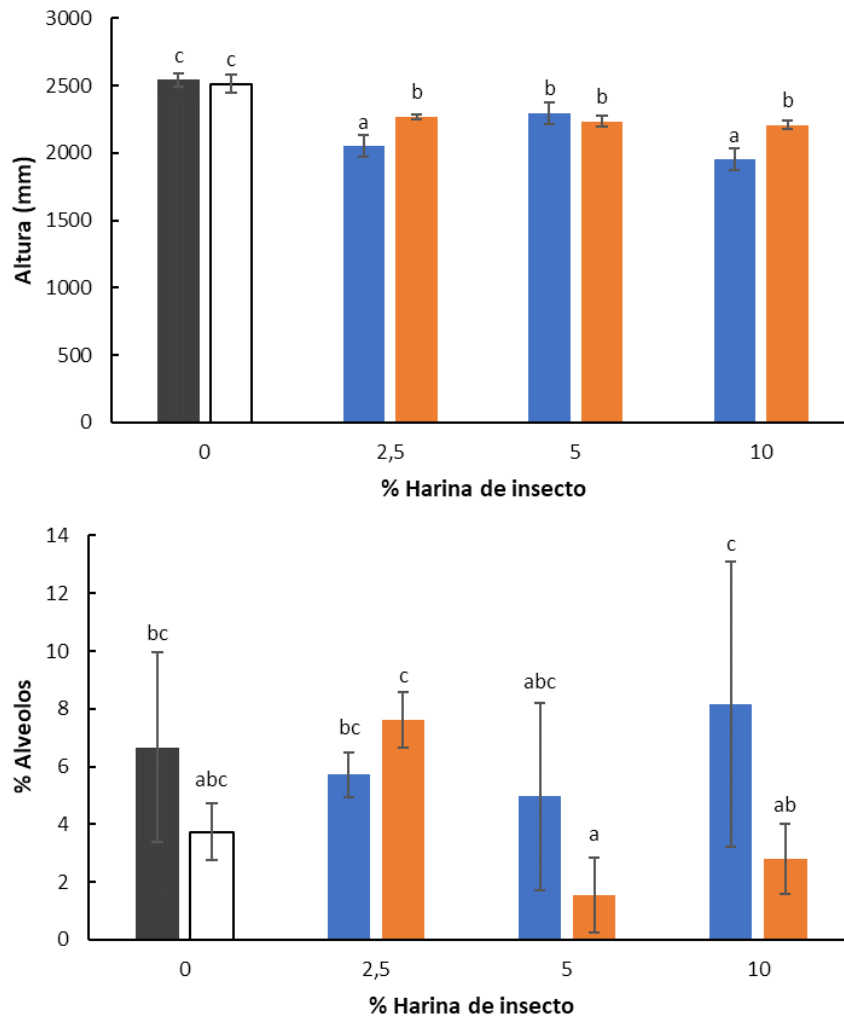 3000
2500
2000
1500
1000
500
0
Altura (mm)
c c a b b b a b
0 2,5 5 10
% Harina de insecto
14
12
10
8
6
4
2
0
% Alveolos
bc abc bc c abc a c ab
0 2,5 5 10
% Harina de insecto